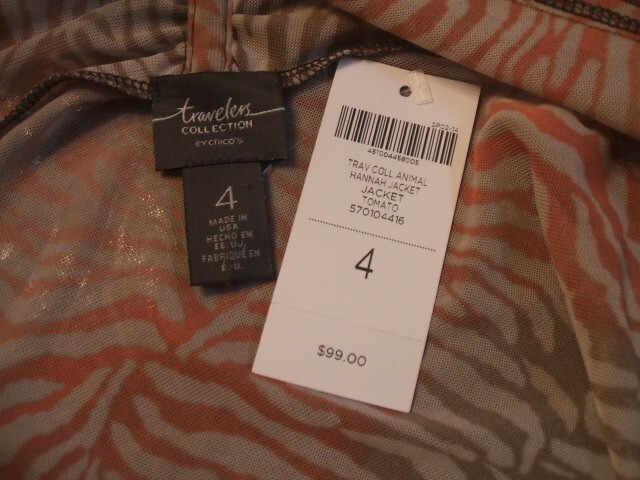 travelers
COLLECTION
BY CHICO'S
4
MADE IN
USA
HECHO EN
EE. UU.
FABRIQUÉ EN
É.-U.
481004458005
TRAV COLL ANIMAL
HANNAH JACKET
JACKET
TOMATO
570104416
4
$99.00